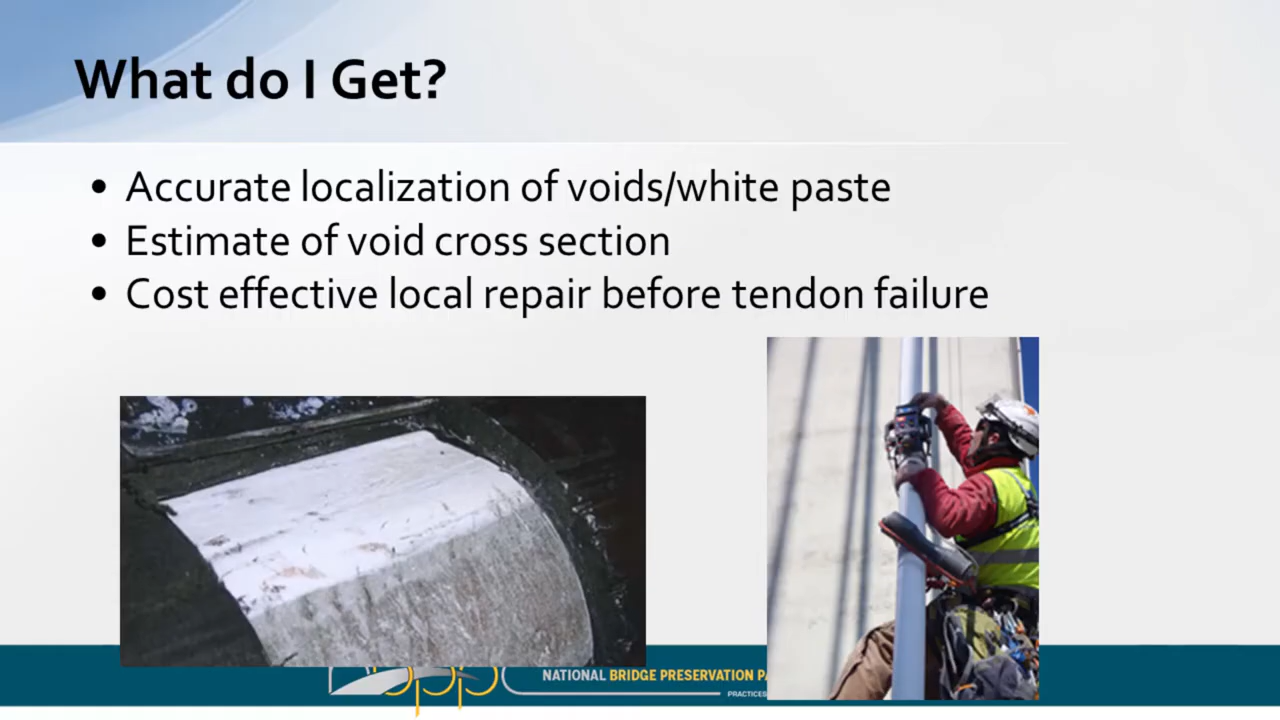 What do I Get?
• Accurate localization of voids/white paste
• Estimate of void cross section
• Cost effective local repair before tendon failure
NATIONAL BRIDGE PRESERVATION
PRACTICES